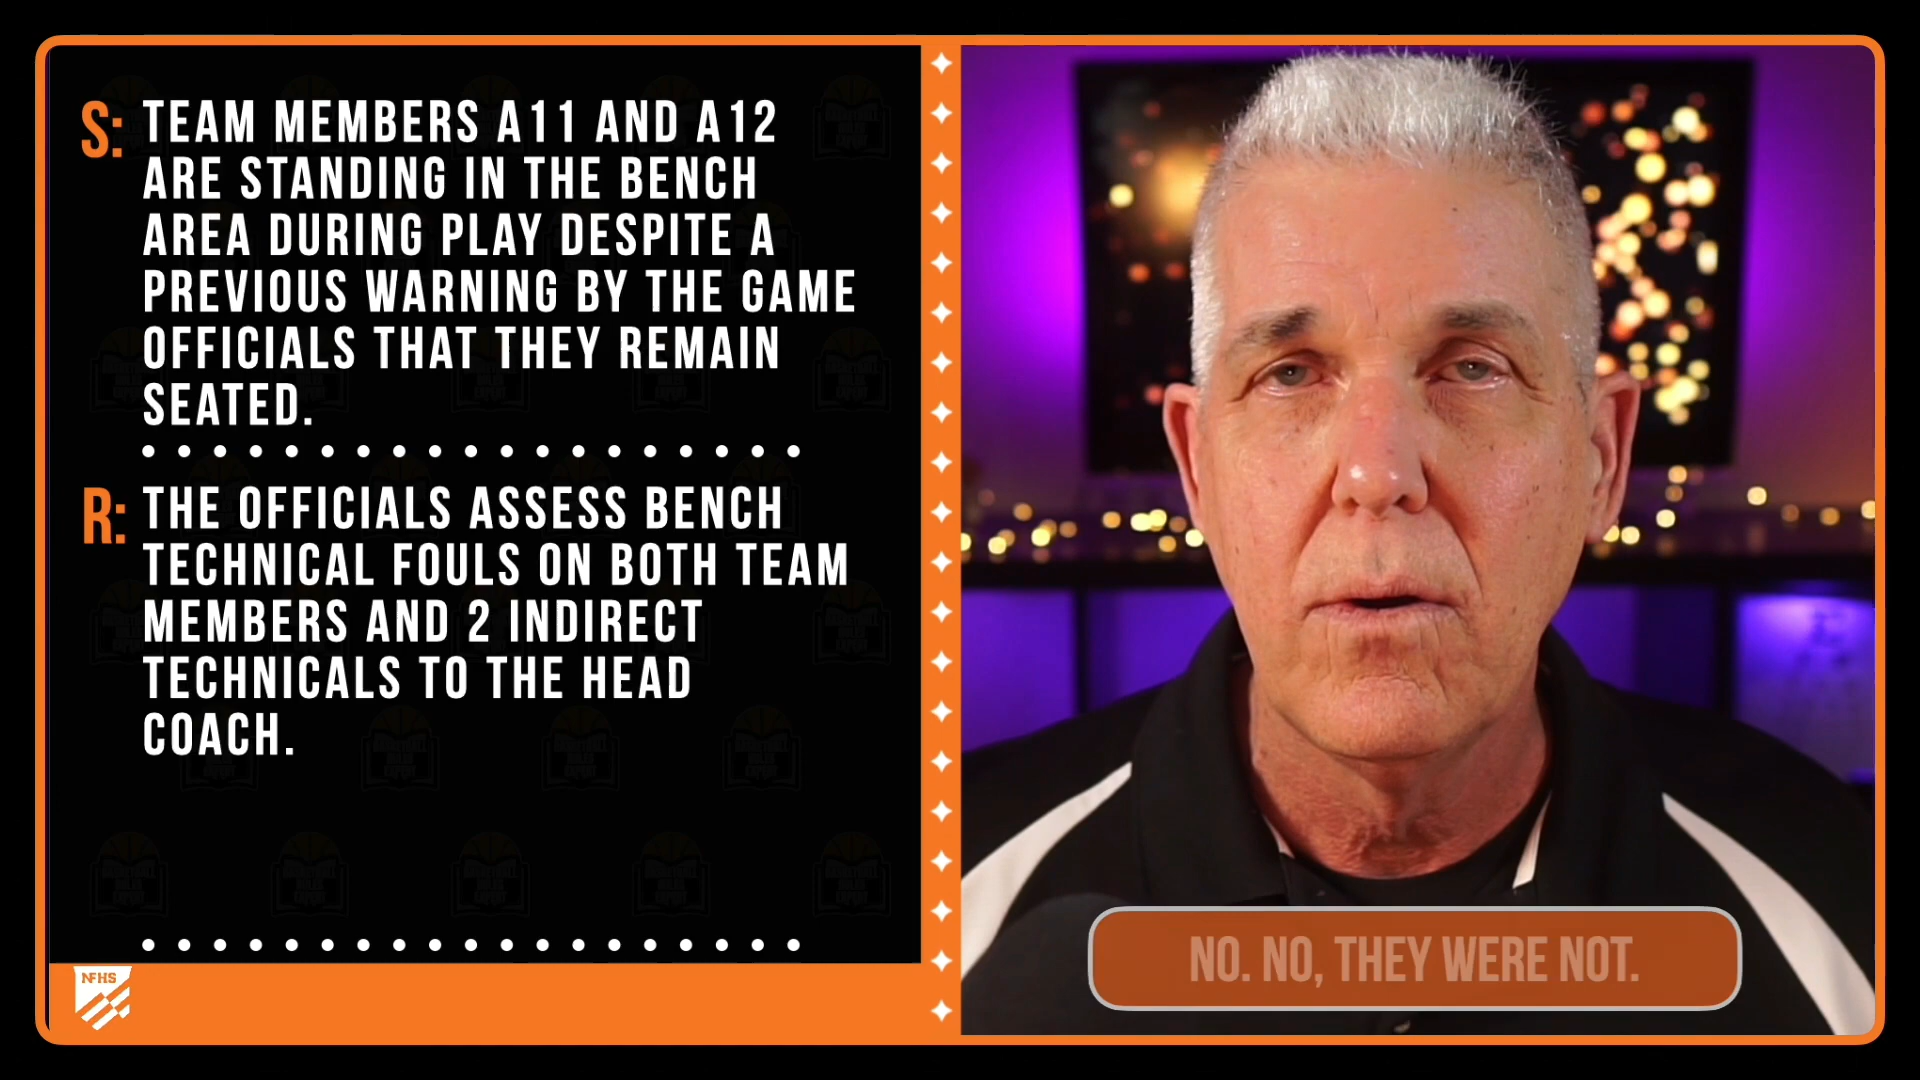 S: TEAM MEMBERS A11 AND A12
ARE STANDING IN THE BENCH
AREA DURING PLAY DESPITE A
PREVIOUS WARNING BY THE GAME
OFFICIALS THAT THEY REMAIN
SEATED.
R: THE OFFICIALS ASSESS BENCH
TECHNICAL FOULS ON BOTH TEAM
MEMBERS AND 2 INDIRECT
TECHNICALS TO THE HEAD
COACH.
NFHS
NO. NO, THEY WERE NOT.